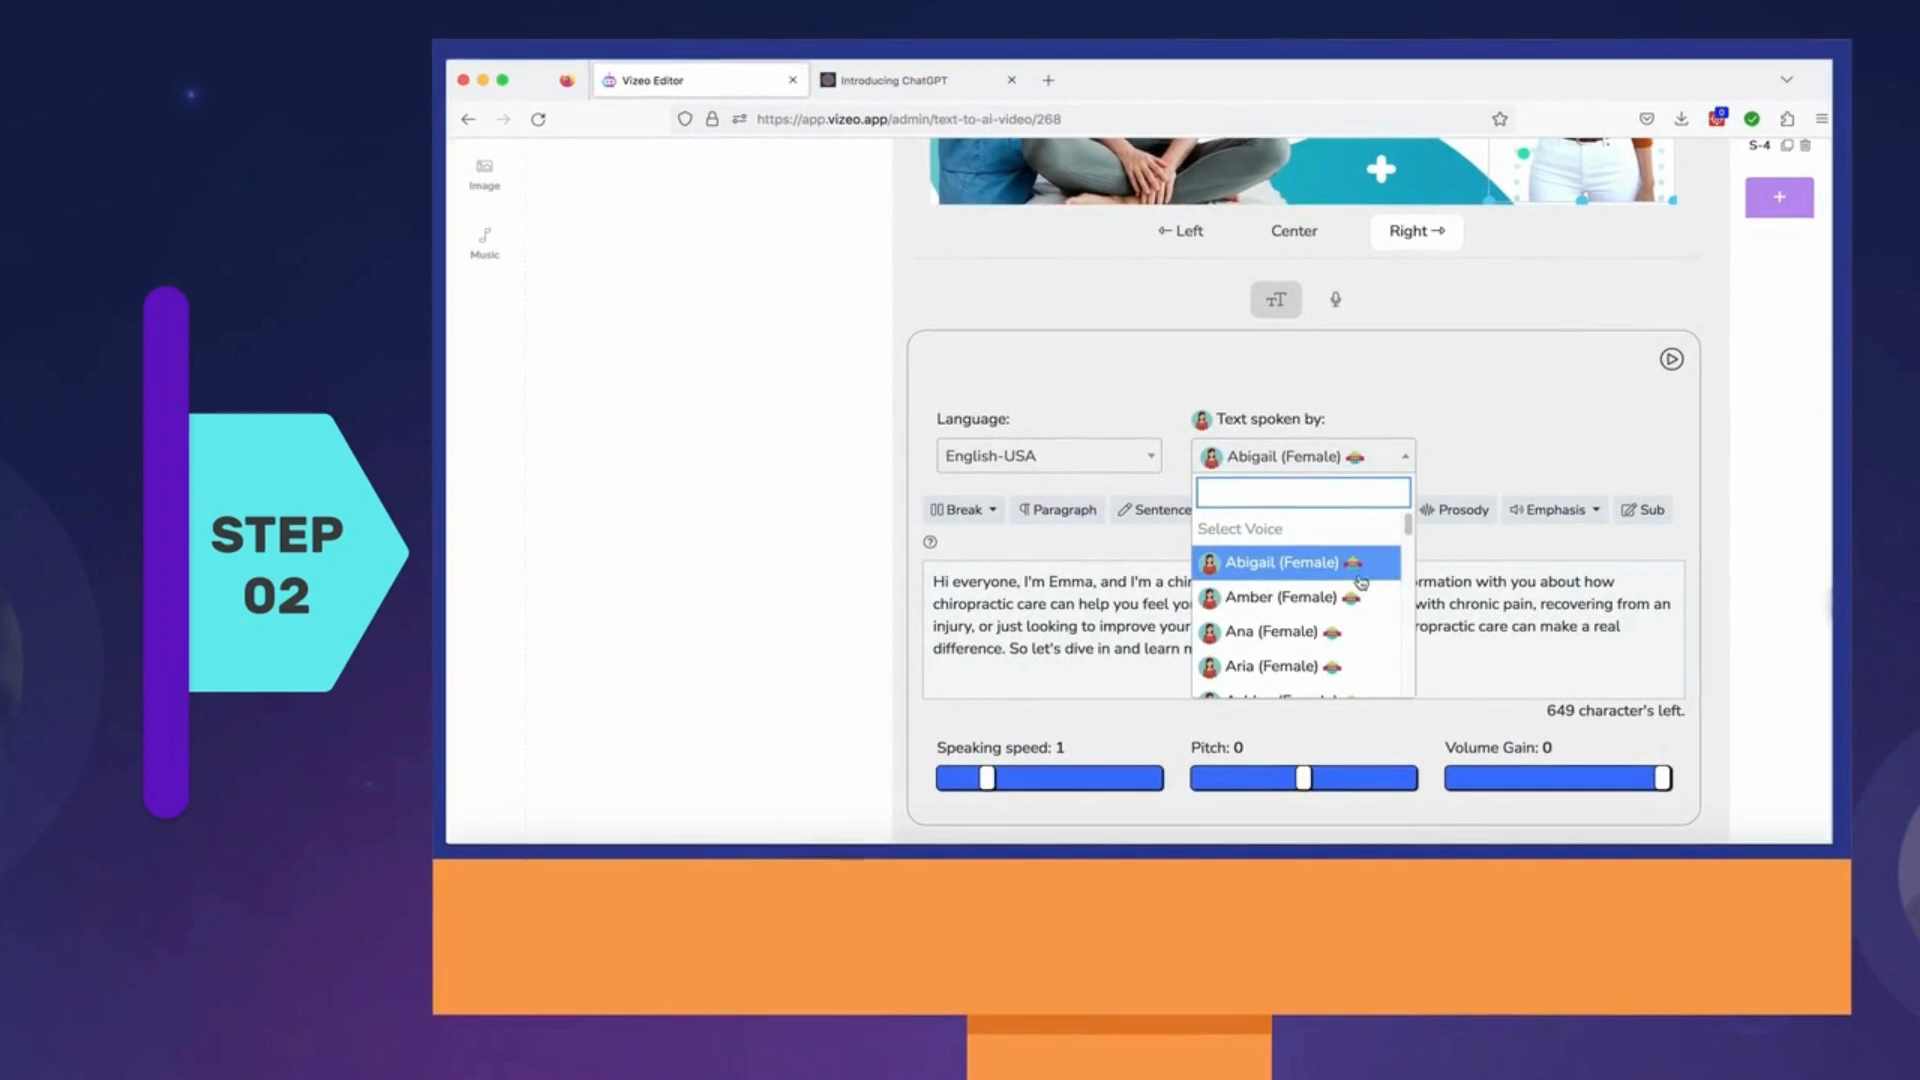 STEP
02
Vizeo Editor
Introducing ChatGPT
https://app.vizeo.app/admin/text-to-ai-video/268
0
Image
Music
S-4
Left
Center
Right
TT
Language:
Text spoken by:
English-USA
Abigail (Female)
Break
Paragraph
Sentence
Prosody
Emphasis
Sub
Select Voice
Abigail (Female)
Amber (Female)
Ana (Female)
Aria (Female)
Hi everyone, I'm Emma, and I'm a chi rmation with you about how
chiropractic care can help you feel yo with chronic pain, recovering from an
injury, or just looking to improve your ropractic care can make a real
difference. So let's dive in and learn
649 character's left.
Speaking speed: 1
Pitch: 0
Volume Gain: 0